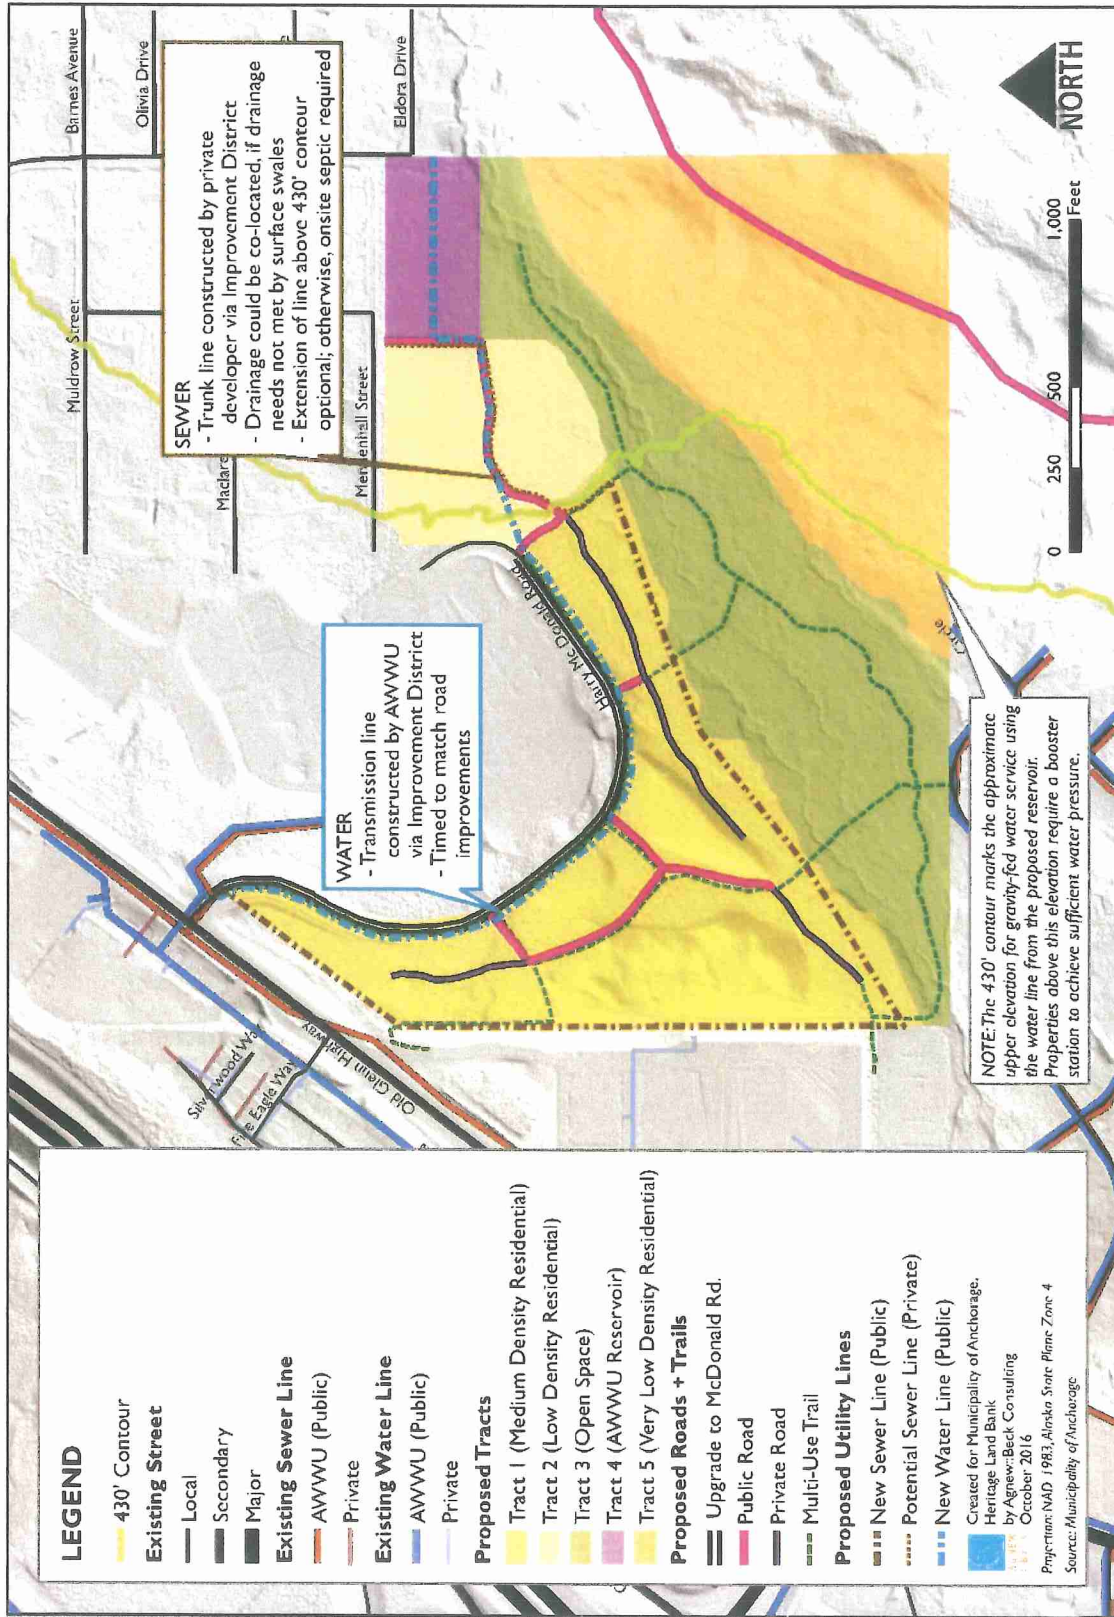 LEGEND
430' Contour
Existing Street
Local
Secondary
Major
Existing Sewer Line
AWWU (Public)
Private
Existing Water Line
AWWU (Public)
Private
Proposed Tracts
Tract 1 (Medium Density Residential)
Tract 2 (Low Density Residential)
Tract 3 (Open Space)
Tract 4 (AWWU Reservoir)
Tract 5 (Very Low Density Residential)
Proposed Roads + Trails
Upgrade to McDonald Rd.
Public Road
Private Road
Multi-Use Trail
Proposed Utility Lines
New Sewer Line (Public)
Potential Sewer Line (Private)
New Water Line (Public)
Created for Municipality of Anchorage,
Heritage Land Bank
by Agnew::Beck Consulting
October 2016
Projection: NAD 1983, Alaska State Plane Zone 4
Source: Municipality of Anchorage
WATER
- Transmission line
constructed by AWWU
via Improvement District
- Timed to match road
improvements
SEWER
- Trunk line constructed by private
developer via Improvement District
- Drainage could be co-located, if drainage
needs not met by surface swales
- Extension of line above 430' contour
optional; otherwise, onsite septic required
NOTE: The 430' contour marks the approximate
upper elevation for gravity-fed water service using
the water line from the proposed reservoir.
Properties above this elevation require a booster
station to achieve sufficient water pressure.
Muldrow Street
Barnes Avenue
Olivia Drive
Eldora Drive
Maclare
Mendenhall Street
Harry McDonald Road
Old Glenn Highway
Silverwood Way
Fire Eagle Way
Circle
0 250 500 1,000
Feet
NORTH